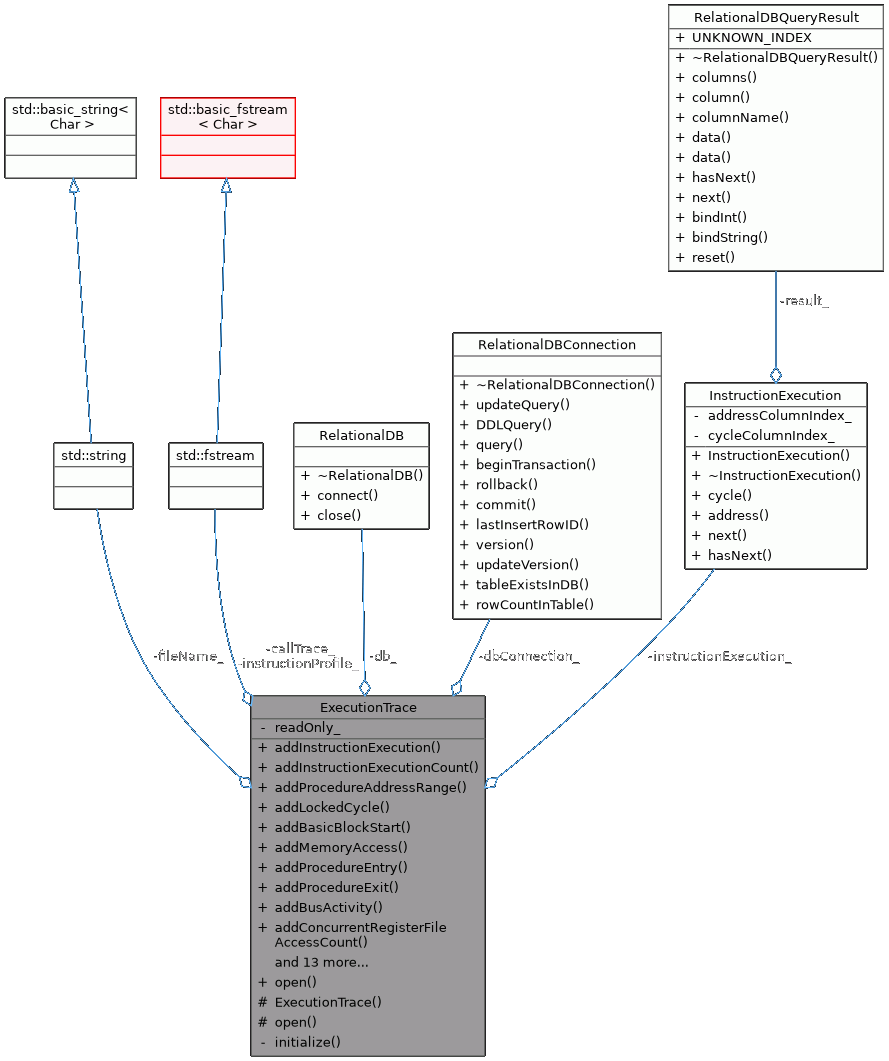 RelationalDBQueryResult
+ UNKNOWN_INDEX
+ ~RelationalDBQueryResult()
+ columns()
+ column()
+ columnName()
+ data()
+ data()
+ hasNext()
+ next()
+ bindInt()
+ bindString()
+ reset()
std::basic_string<
Char >
std::basic_fstream
< Char >
-result_
RelationalDBConnection
+ ~RelationalDBConnection()
+ updateQuery()
+ DDLQuery()
+ query()
+ beginTransaction()
+ rollback()
+ commit()
+ lastInsertRowID()
+ version()
+ updateVersion()
+ tableExistsInDB()
+ rowCountInTable()
InstructionExecution
- addressColumnIndex_
- cycleColumnIndex_
+ InstructionExecution()
+ ~InstructionExecution()
+ cycle()
+ address()
+ next()
+ hasNext()
std::string
std::fstream
RelationalDB
+ ~RelationalDB()
+ connect()
+ close()
-fileName_
-callTrace_
-instructionProfile_
-db_
-dbConnection_
-instructionExecution_
ExecutionTrace
- readOnly_
+ addInstructionExecution()
+ addInstructionExecutionCount()
+ addProcedureAddressRange()
+ addLockedCycle()
+ addBasicBlockStart()
+ addMemoryAccess()
+ addProcedureEntry()
+ addProcedureExit()
+ addBusActivity()
+ addConcurrentRegisterFile
AccessCount()
and 13 more...
+ open()
# ExecutionTrace()
# open()
- initialize()